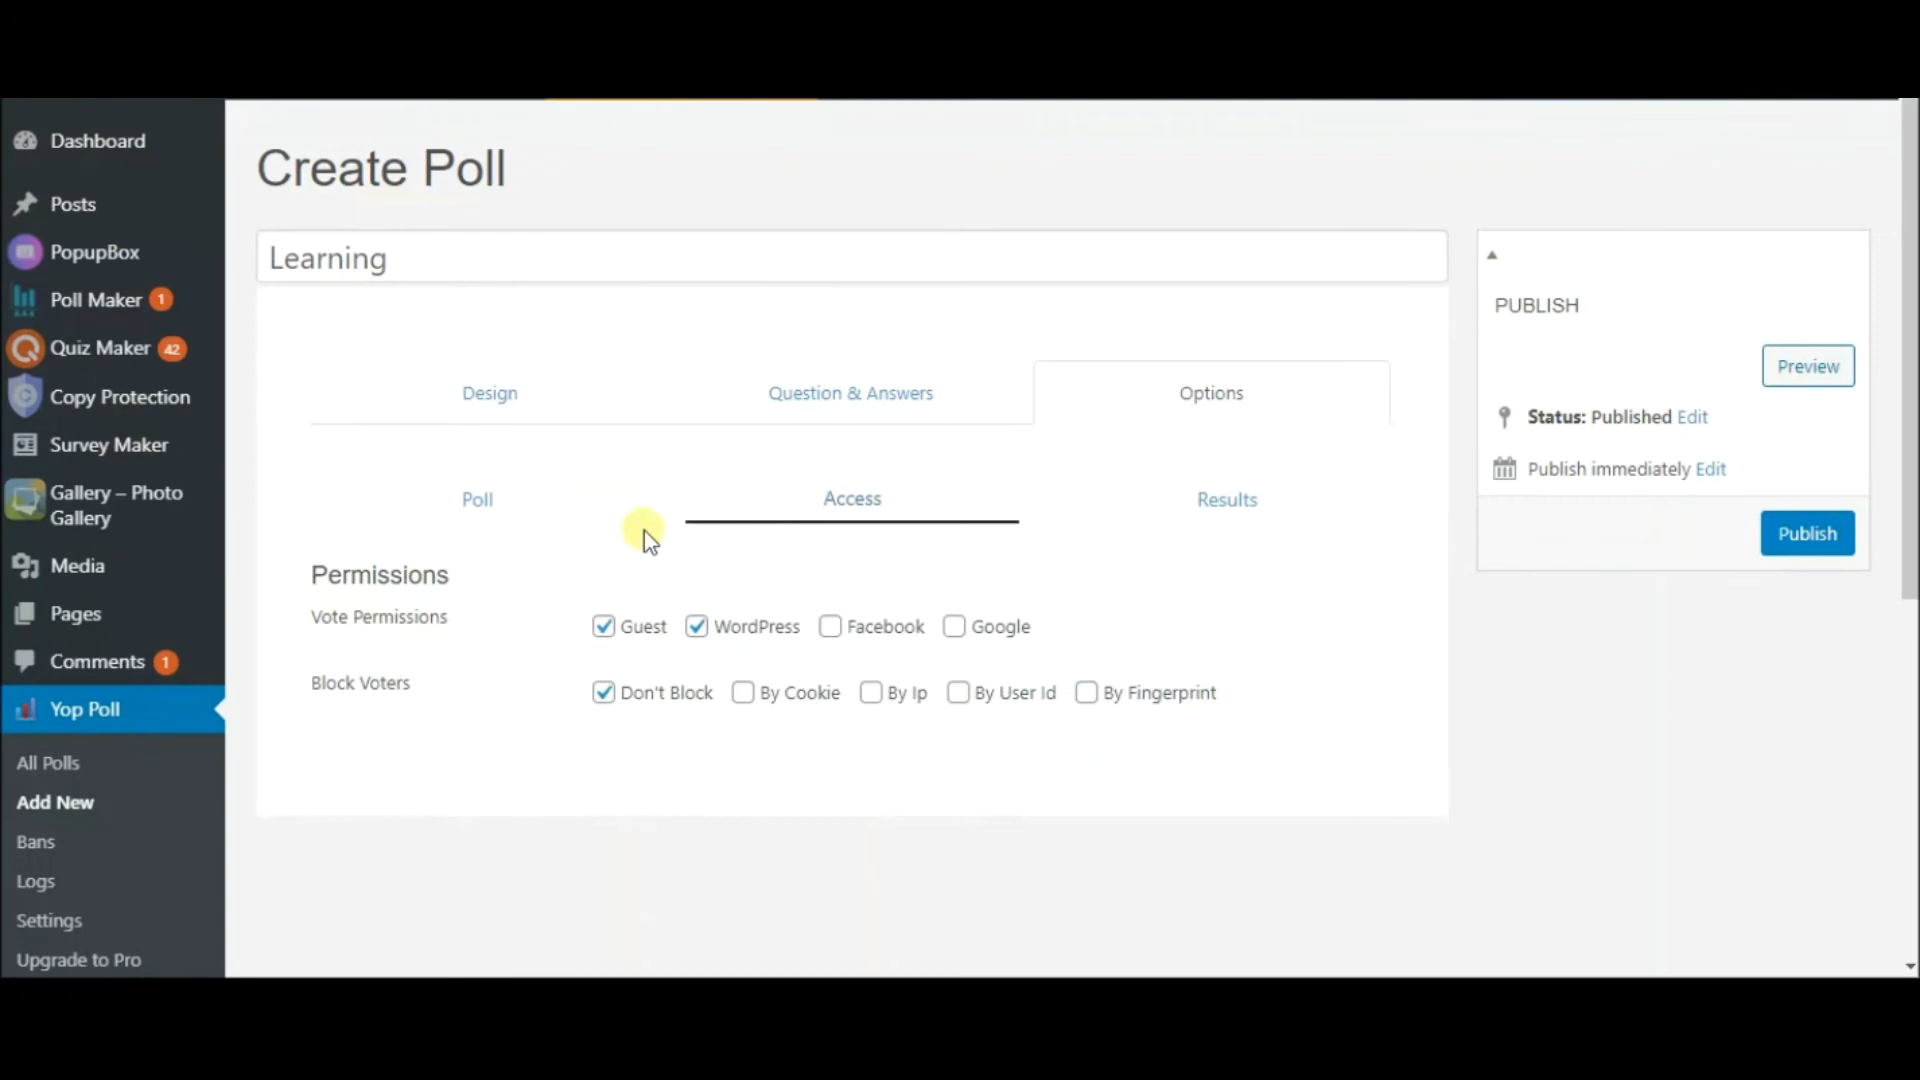 Dashboard
Posts
PopupBox
Poll Maker 1
Quiz Maker 42
Copy Protection
Survey Maker
Gallery – Photo
Gallery
Media
Pages
Comments 1
Yop Poll
All Polls
Add New
Bans
Logs
Settings
Upgrade to Pro
Create Poll
Learning
Design Question & Answers Options
Poll Access Results
Permissions
Vote Permissions Guest WordPress Facebook Google
Block Voters Don't Block By Cookie By Ip By User Id By Fingerprint
PUBLISH
Preview
Status: Published Edit
Publish immediately Edit
Publish